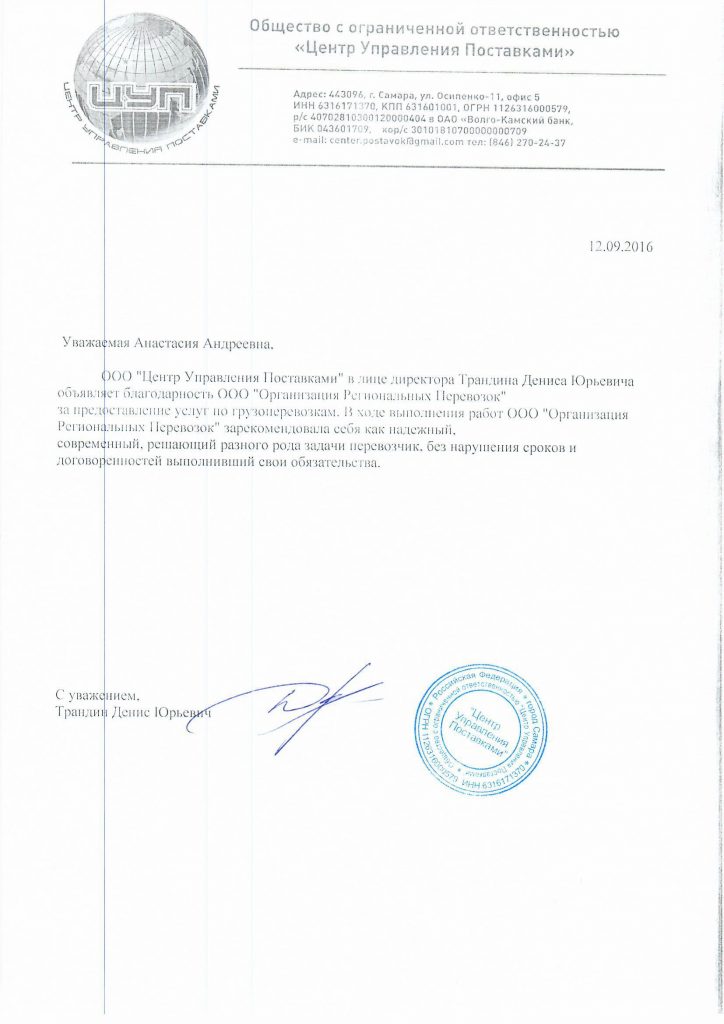 Общество с ограниченной ответственностью
«Центр Управления Поставками»
ЦУП
ЦЕНТР УПРАВЛЕНИЯ ПОСТАВКАМИ
Адрес: 443096, г. Самара, ул. Осипенко-11, офис 5
ИНН 6316171370, КПП 631601001, ОГРН 1126316000579,
р/с 40702810300120000404 в ОАО «Волго-Камский банк,
БИК 043601709, кор/с 30101810700000000709
e-mail: center.postavok@gmail.com тел: (846) 270-24-37
12.09.2016
Уважаемая Анастасия Андреевна.
ООО "Центр Управления Поставками" в лице директора Трандина Дениса Юрьевича
объявляет благодарность ООО "Организация Региональных Перевозок"
за предоставление услуг по грузоперевозкам. В ходе выполнения работ ООО "Организация
Региональных Перевозок" зарекомендовала себя как надежный,
современный, решающий разного рода задачи перевозчик, без нарушения сроков и
договоренностей выполнивший свои обязательства.
С уважением,
Трандин Денис Юрьевич
Российская Федерация * город Самара * ИНН 6316171370 * ОГРН 1126316000579 *
Общество с ограниченной ответственностью "Центр Управления Поставками" *
"Центр
Управления
Поставками"